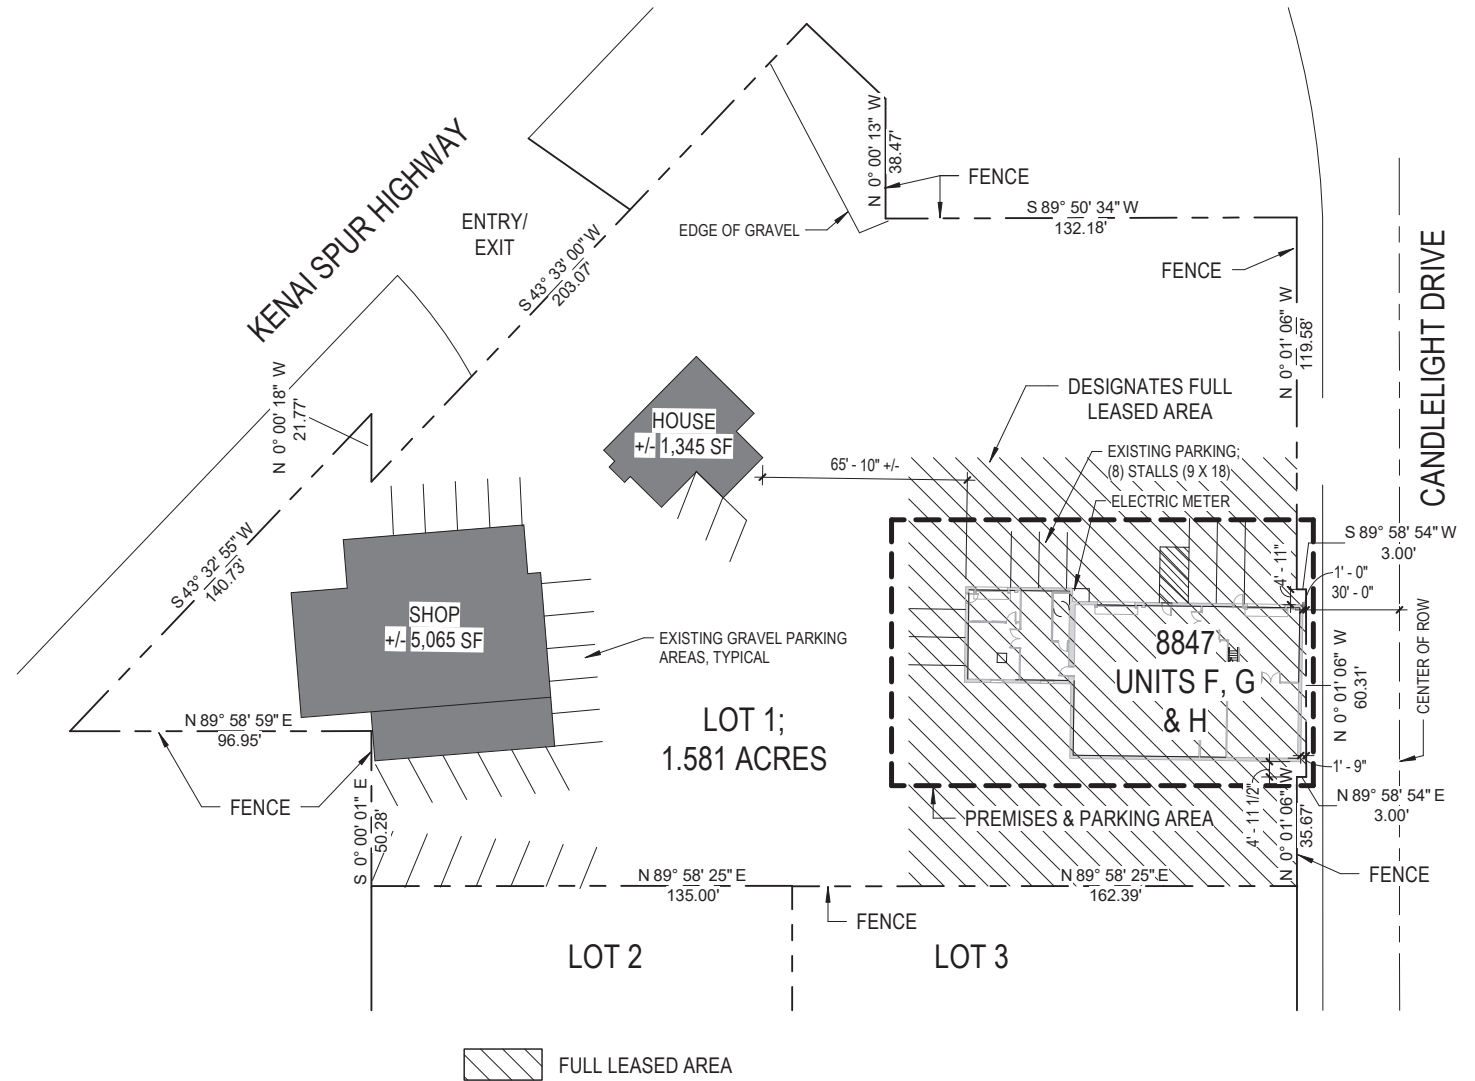 KENAI SPUR HIGHWAY
ENTRY/
EXIT
S 43° 33' 00" W
203.07'
EDGE OF GRAVEL
N 0° 00' 13" W
38.47'
FENCE
S 89° 50' 34" W
132.18'
FENCE
N 0° 01' 06" W
119.58'
CANDLELIGHT DRIVE
N 0° 00' 18" W
21.77'
S 43° 32' 55" W
140.73'
HOUSE
+/- 1,345 SF
65' - 10" +/-
DESIGNATES FULL
LEASED AREA
EXISTING PARKING;
(8) STALLS (9 X 18)
ELECTRIC METER
S 89° 58' 54" W
3.00'
4' - 11"
1' - 0"
30' - 0"
SHOP
+/- 5,065 SF
EXISTING GRAVEL PARKING
AREAS, TYPICAL
8847
UNITS F, G
& H
N 0° 01' 06" W
60.31'
CENTER OF ROW
LOT 1;
1.581 ACRES
N 89° 58' 59" E
96.95'
FENCE
S 0° 00' 01" E
50.28'
1' - 9"
4' - 11 1/2"
N 0° 01' 06" W
35.67'
N 89° 58' 54" E
3.00'
PREMISES & PARKING AREA
N 89° 58' 25" E
135.00'
N 89° 58' 25" E
162.39'
FENCE
FENCE
LOT 2
LOT 3
FULL LEASED AREA